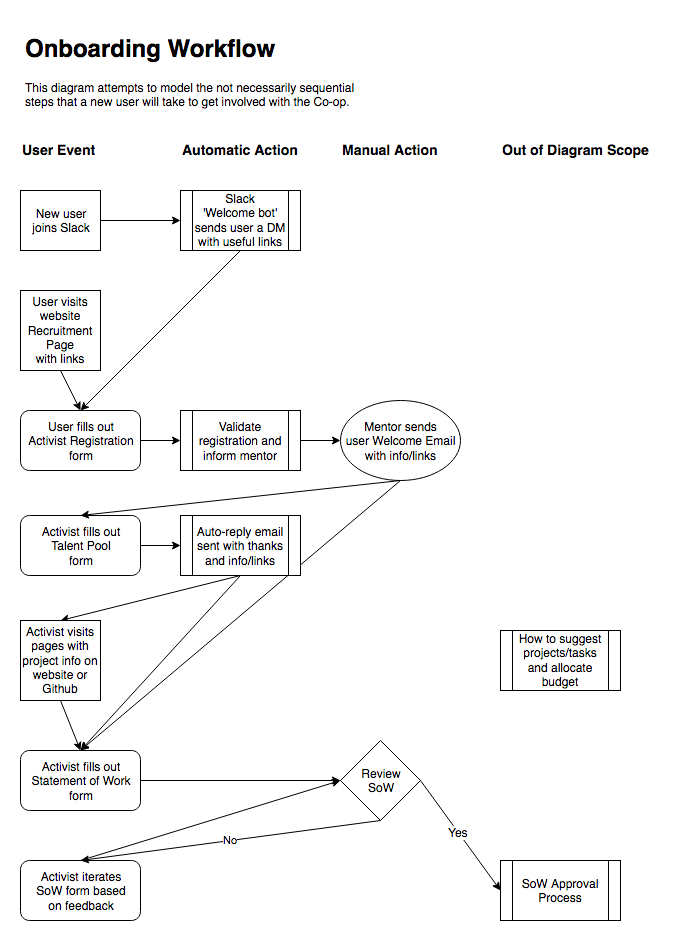 Onboarding Workflow
This diagram attempts to model the not necessarily sequential
steps that a new user will take to get involved with the Co-op.
User Event
Automatic Action
Manual Action
Out of Diagram Scope
New user
joins Slack
Slack
'Welcome bot'
sends user a DM
with useful links
User visits
website
Recruitment
Page
with links
User fills out
Activist Registration
form
Validate
registration and
inform mentor
Mentor sends
user Welcome Email
with info/links
Activist fills out
Talent Pool
form
Auto-reply email
sent with thanks
and info/links
Activist visits
pages with
project info on
website or
Github
How to suggest
projects/tasks
and allocate
budget
Activist fills out
Statement of Work
form
Review
SoW
Yes
No
Activist iterates
SoW form based
on feedback
SoW Approval
Process